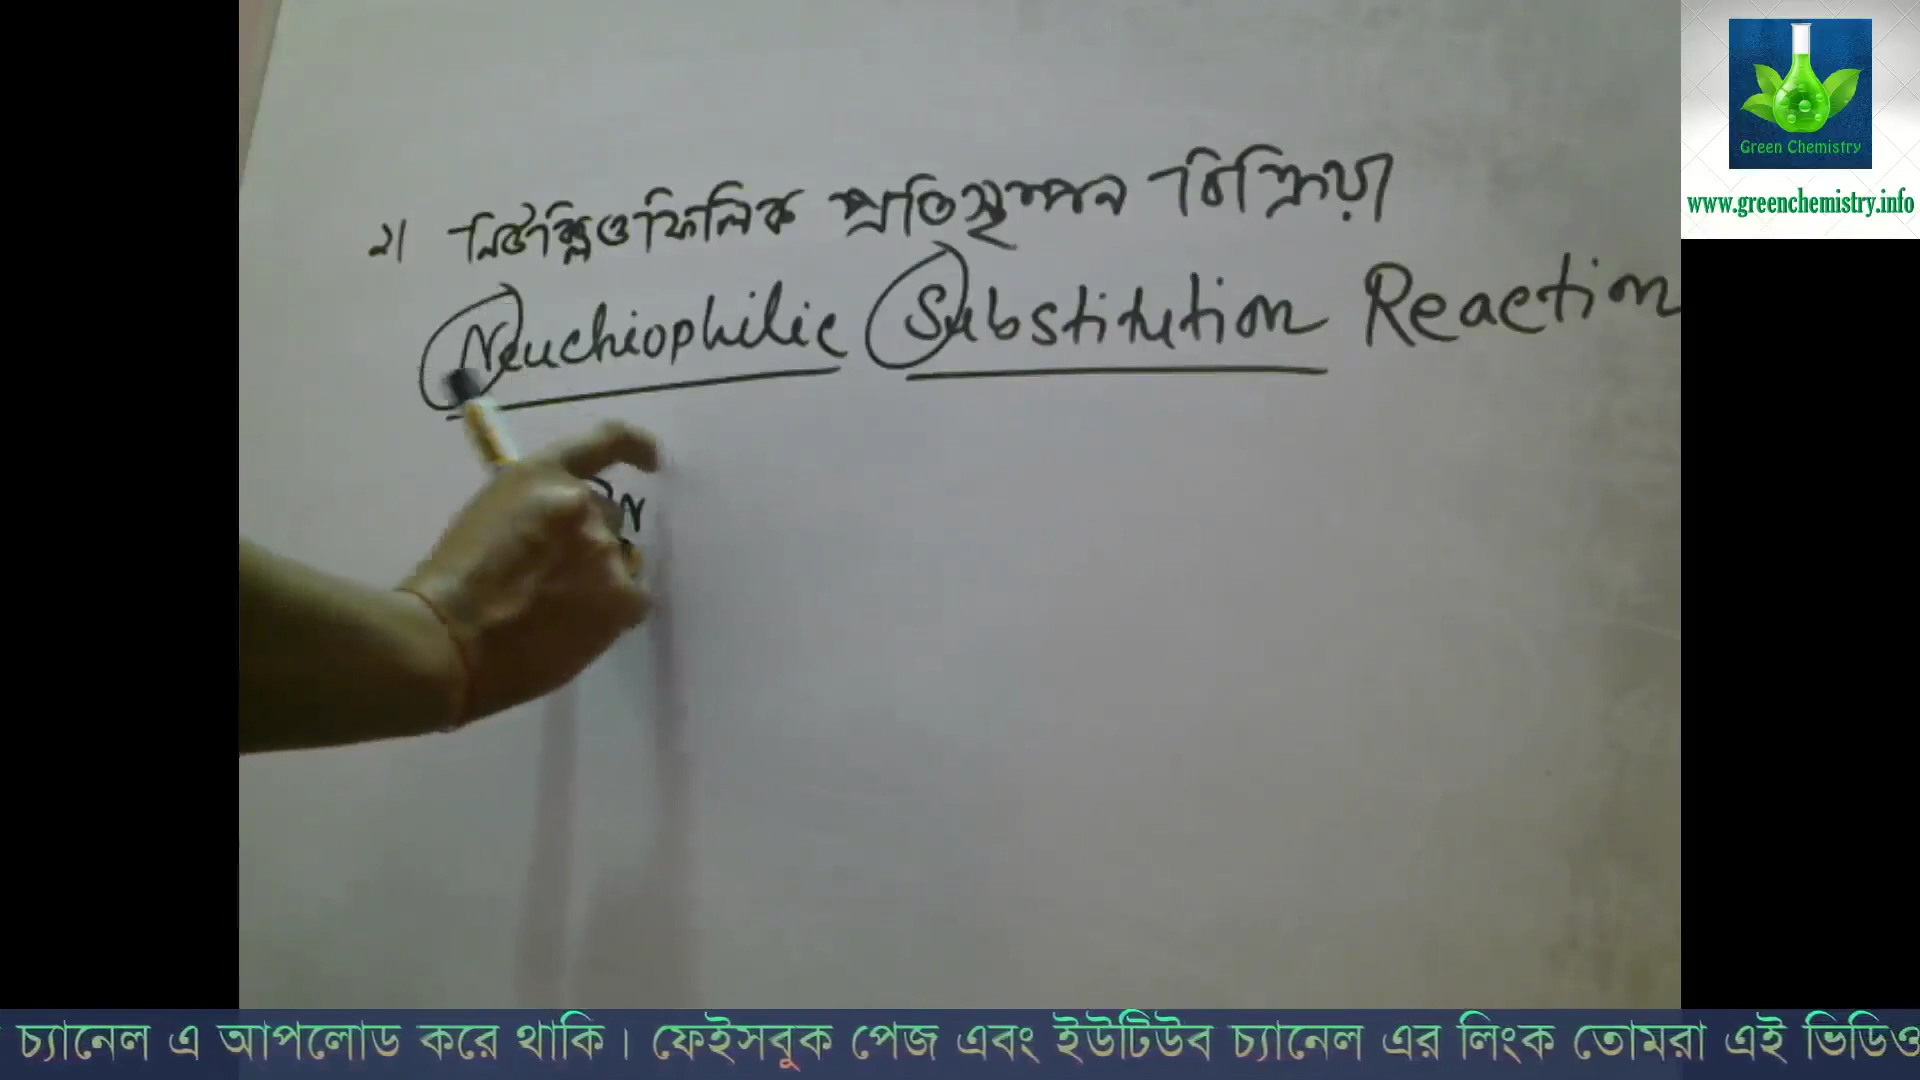 ২। নিউক্লিওফিলিক প্রতিস্থাপন বিক্রিয়া
Neuchiophilic Substitution Reaction
N
Green Chemistry
www.greenchemistry.info
চ্যানেল এ আপলোড করে থাকি। ফেইসবুক পেজ এবং ইউটিউব চ্যানেল এর লিংক তোমরা এই ভিডিও